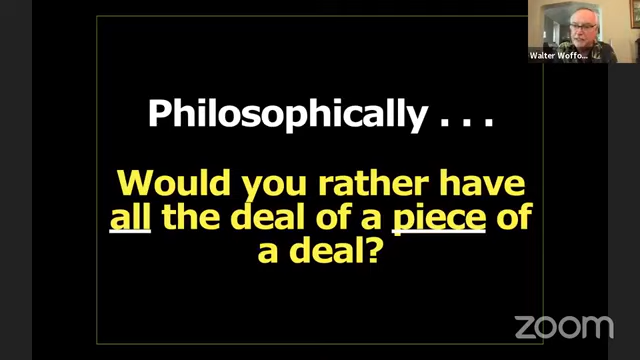 Walter Woffo...
Philosophically . . .
Would you rather have
all the deal of a piece of
a deal?
zoom